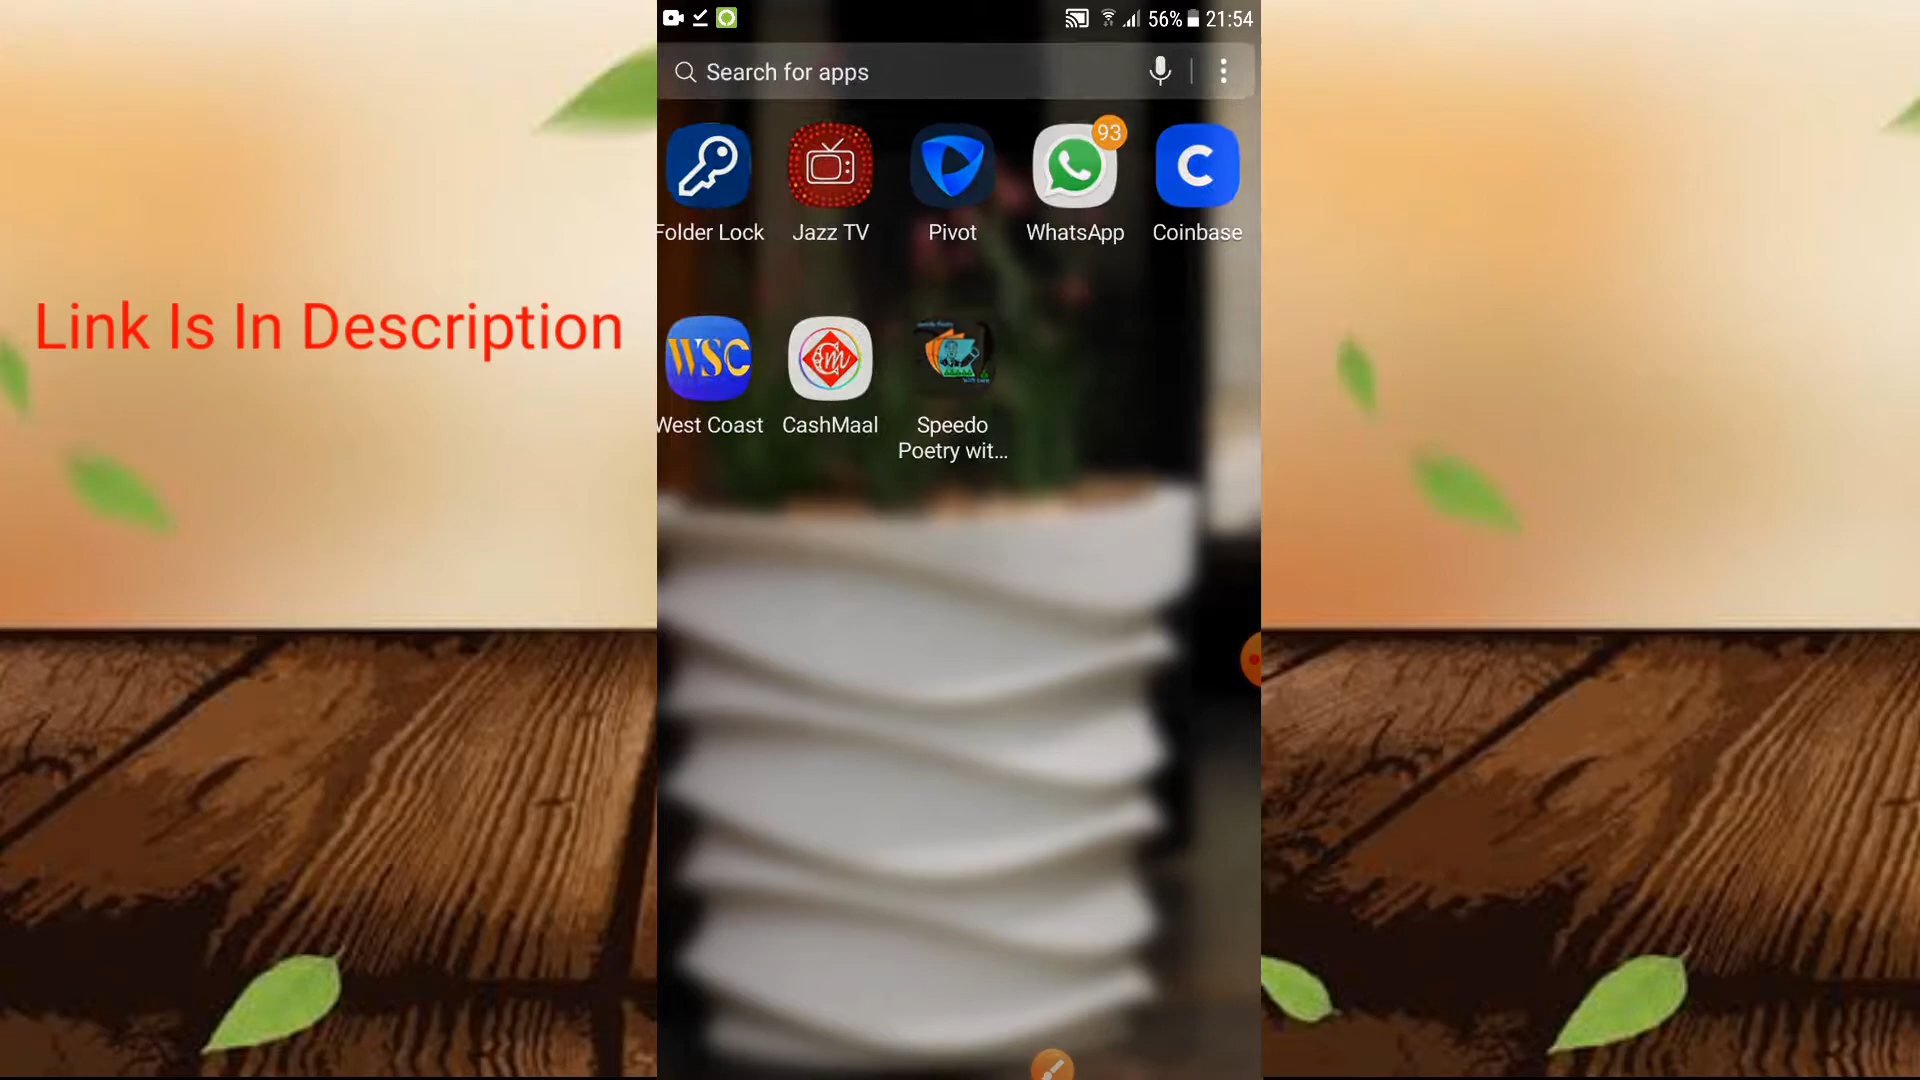 56% 21:54
Search for apps
93
Folder Lock Jazz TV Pivot WhatsApp Coinbase
Link Is In Description
WSC
West Coast CashMaal Speedo
Poetry wit...